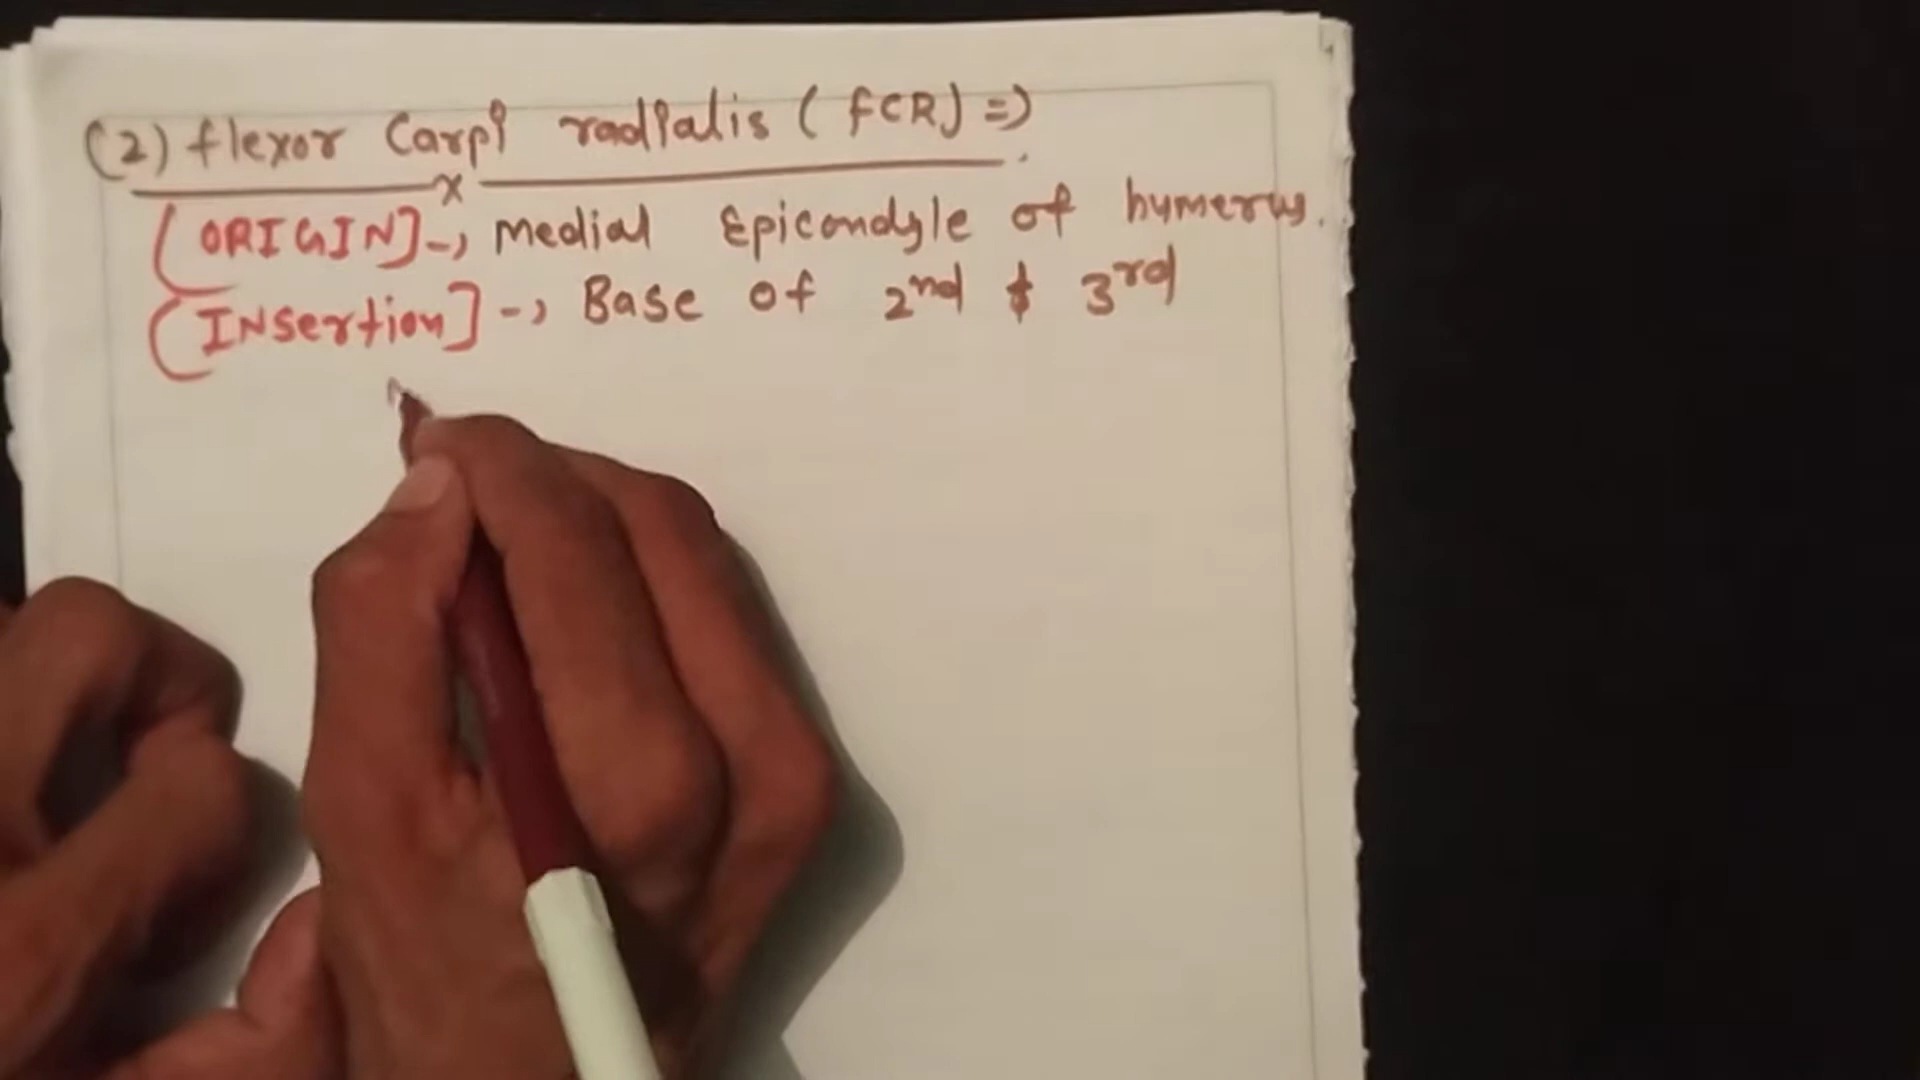 (2) flexor Carpi radialis (FCR) =)
[ORIGIN] -, Medial Epicondyle of humerus.
[INsertion] -, Base of 2nd & 3rd